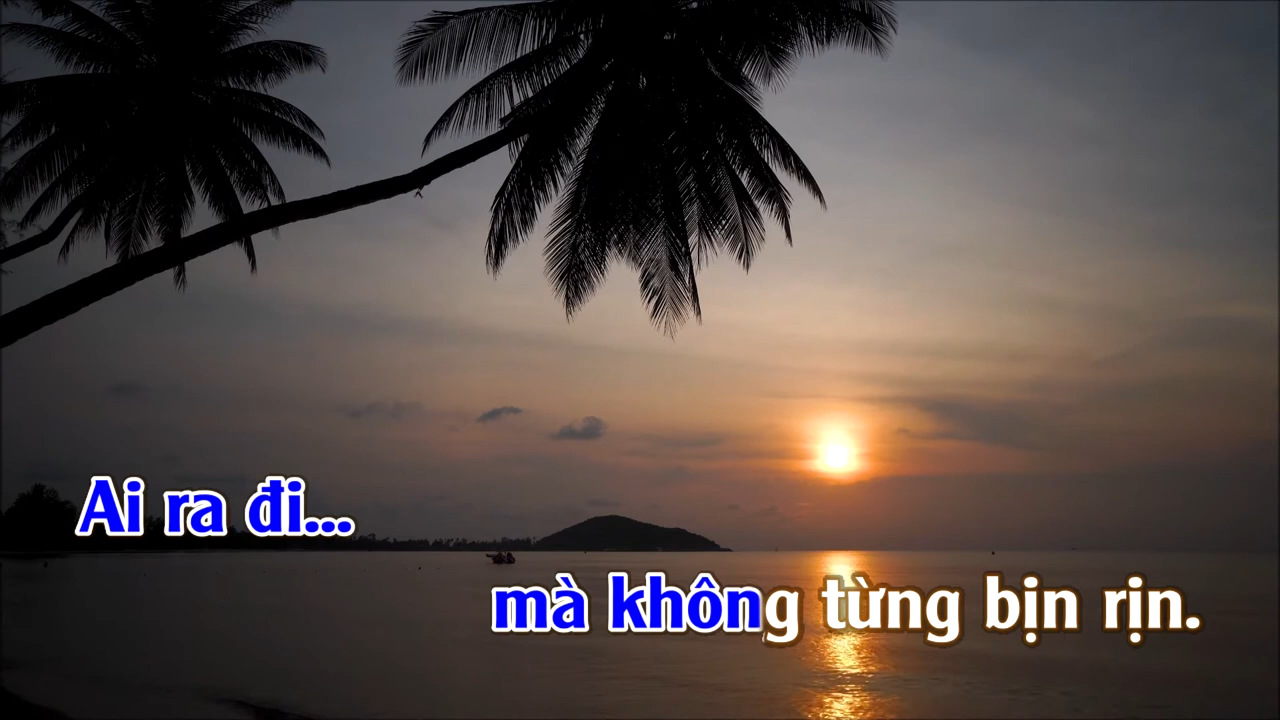 Ai ra đi...
mà không từng bịn rịn.